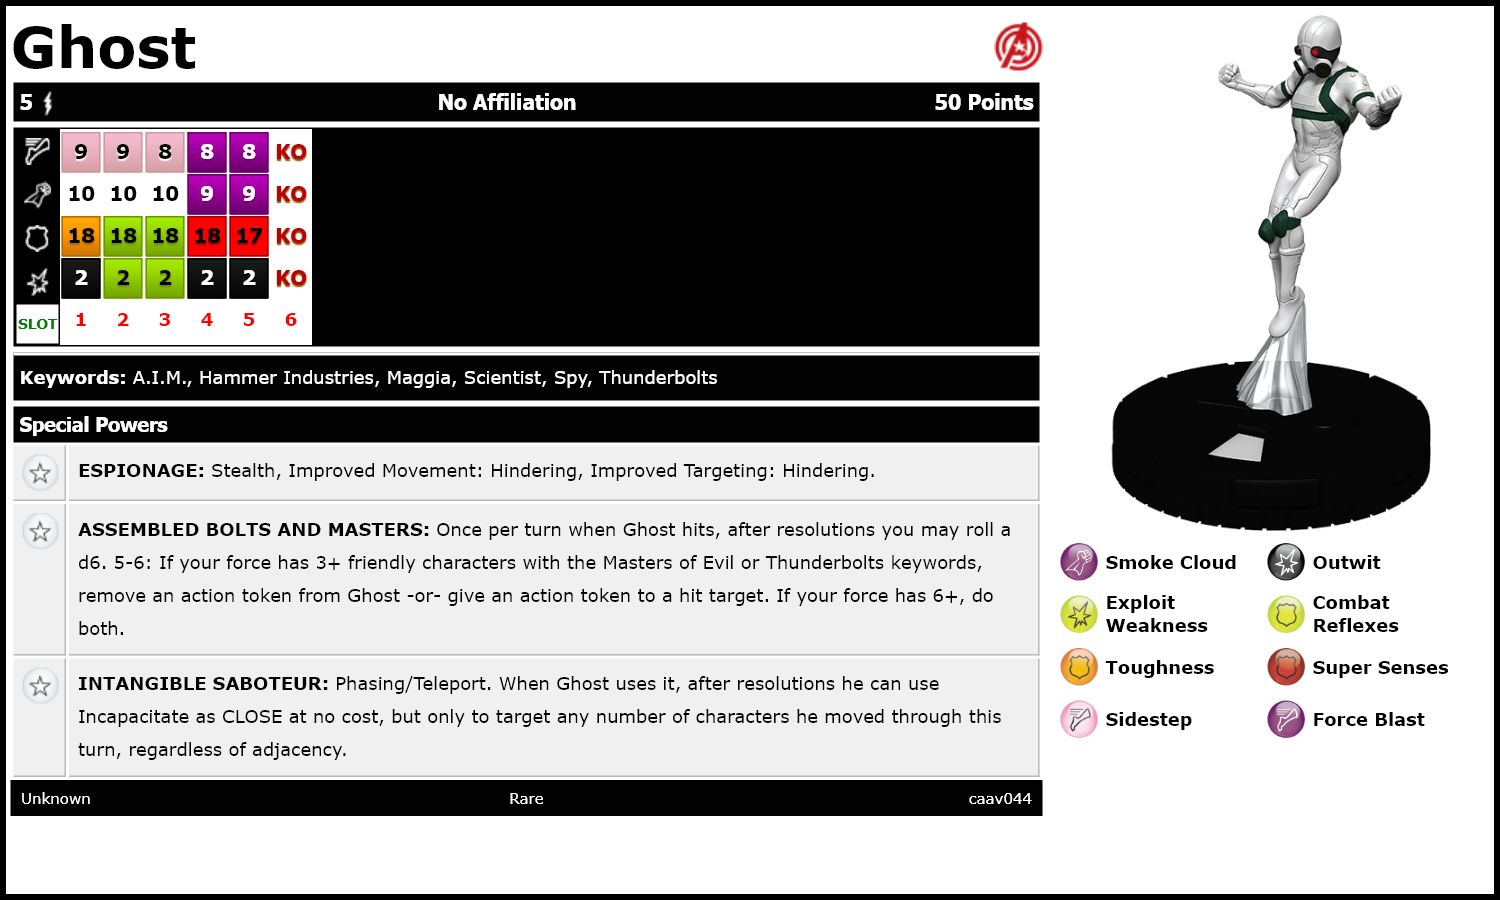 Ghost
5 No Affiliation 50 Points
9 9 8 8 8 KO
10 10 10 9 9 KO
18 18 18 18 17 KO
2 2 2 2 2 KO
SLOT 1 2 3 4 5 6
Keywords: A.I.M., Hammer Industries, Maggia, Scientist, Spy, Thunderbolts
Special Powers
ESPIONAGE: Stealth, Improved Movement: Hindering, Improved Targeting: Hindering.
ASSEMBLED BOLTS AND MASTERS: Once per turn when Ghost hits, after resolutions you may roll a
d6. 5-6: If your force has 3+ friendly characters with the Masters of Evil or Thunderbolts keywords,
remove an action token from Ghost -or- give an action token to a hit target. If your force has 6+, do
both.
INTANGIBLE SABOTEUR: Phasing/Teleport. When Ghost uses it, after resolutions he can use
Incapacitate as CLOSE at no cost, but only to target any number of characters he moved through this
turn, regardless of adjacency.
Unknown Rare caav044
Smoke Cloud Outwit
Exploit
Weakness
Combat
Reflexes
Toughness Super Senses
Sidestep Force Blast